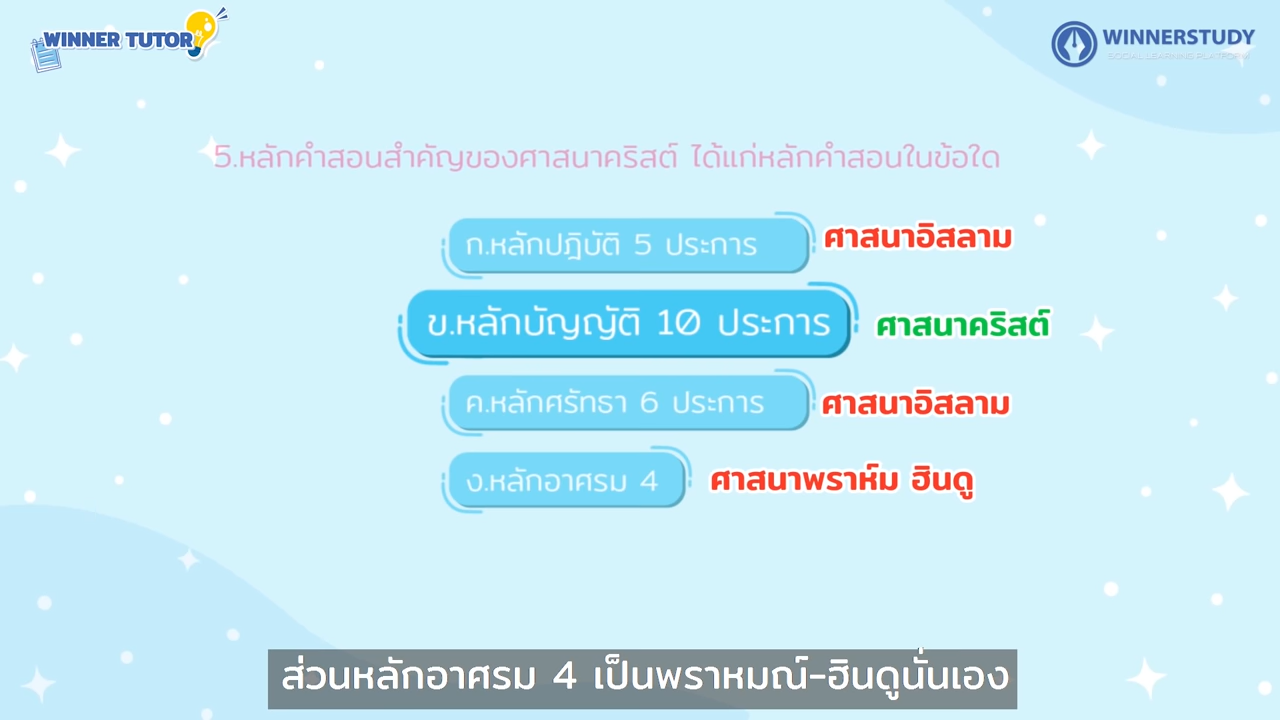 WINNER TUTOR
WINNERSTUDY
SOCIAL LEARNING PLATFORM
5.หลักคำสอนสำคัญของศาสนาคริสต์ ได้แก่หลักคำสอนในข้อใด
ก.หลักปฏิบัติ 5 ประการ
ศาสนาอิสลาม
ข.หลักบัญญัติ 10 ประการ
ศาสนาคริสต์
ค.หลักศรัทธา 6 ประการ
ศาสนาอิสลาม
ง.หลักอาศรม 4
ศาสนาพราห์ม ฮินดู
ส่วนหลักอาศรม 4 เป็นพราหมณ์-ฮินดูนั่นเอง